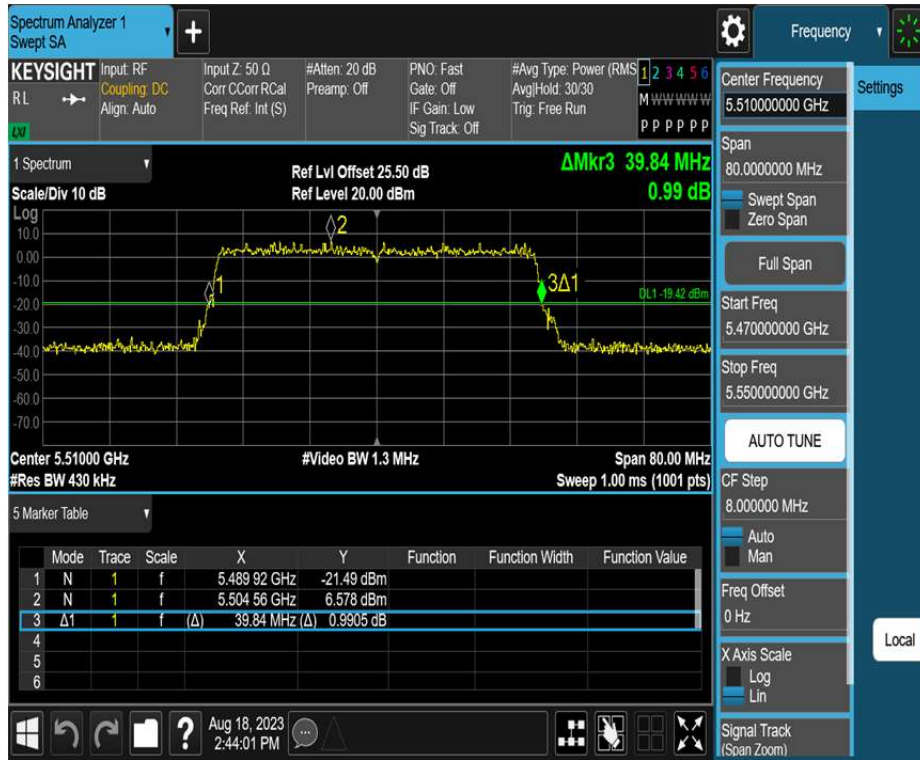 Spectrum Analyzer 1
Swept SA
Frequency
KEYSIGHT
RL
LXI
Input: RF
Coupling: DC
Align: Auto
Input Z: 50 Ω
Corr CCorr RCal
Freq Ref: Int (S)
#Atten: 20 dB
Preamp: Off
PNO: Fast
Gate: Off
IF Gain: Low
Sig Track: Off
#Avg Type: Power (RMS
Avg|Hold: 30/30
Trig: Free Run
1 2 3 4 5 6
M W W W W W
P P P P P P
Center Frequency
5.510000000 GHz
Settings
Span
80.0000000 MHz
Swept Span
Zero Span
Full Span
Start Freq
5.470000000 GHz
Stop Freq
5.550000000 GHz
AUTO TUNE
CF Step
8.000000 MHz
Auto
Man
Freq Offset
0 Hz
X Axis Scale
Log
Lin
Signal Track
(Span Zoom)
Local
1 Spectrum
Scale/Div 10 dB
Ref Lvl Offset 25.50 dB
Ref Level 20.00 dBm
ΔMkr3 39.84 MHz
0.99 dB
Log
10.0
0.00
-10.0
-20.0
-30.0
-40.0
-50.0
-60.0
-70.0
2
1
3Δ1
DL1 -19.42 dBm
Center 5.51000 GHz
#Video BW 1.3 MHz
Span 80.00 MHz
#Res BW 430 kHz
Sweep 1.00 ms (1001 pts)
5 Marker Table
Mode Trace Scale X Y Function Function Width Function Value
1 N 1 f 5.489 92 GHz -21.49 dBm
2 N 1 f 5.504 56 GHz 6.578 dBm
3 Δ1 1 f (Δ) 39.84 MHz (Δ) 0.9905 dB
4
5
6
?
Aug 18, 2023
2:44:01 PM